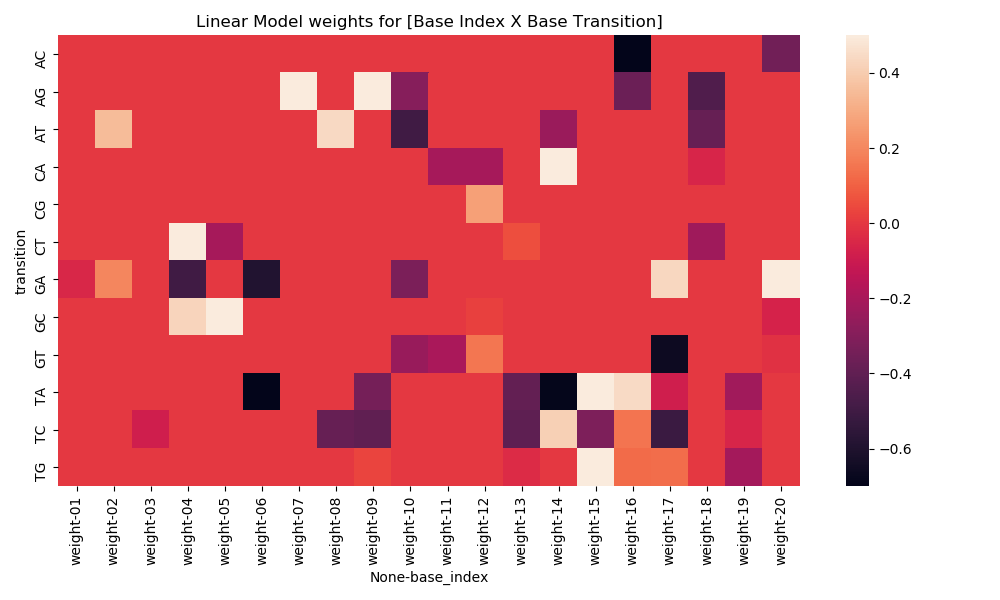 Linear Model weights for [Base Index X Base Transition]
transition
AC
AG
AT
CA
CG
CT
GA
GC
GT
TA
TC
TG
weight-01
weight-02
weight-03
weight-04
weight-05
weight-06
weight-07
weight-08
weight-09
weight-10
weight-11
weight-12
weight-13
weight-14
weight-15
weight-16
weight-17
weight-18
weight-19
weight-20
None-base_index
0.4
0.2
0.0
−0.2
−0.4
−0.6